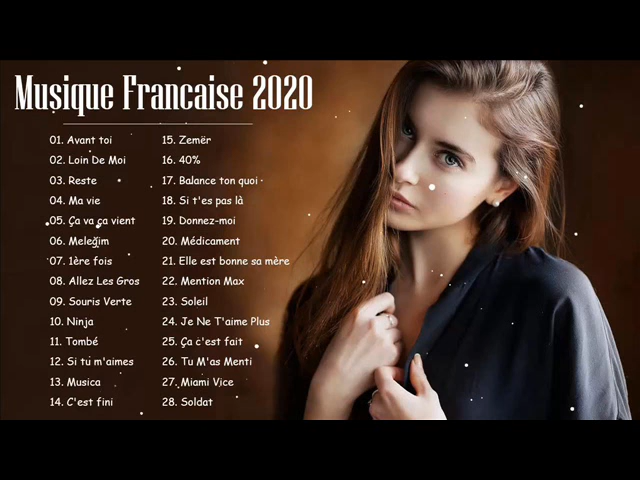 Musique Francaise 2020
01. Avant toi
02. Loin De Moi
03. Reste
04. Ma vie
05. Ça va ça vient
06. Meleğim
07. 1ère fois
08. Allez Les Gros
09. Souris Verte
10. Ninja
11. Tombé
12. Si tu m'aimes
13. Musica
14. C'est fini
15. Zemër
16. 40%
17. Balance ton quoi
18. Si t'es pas là
19. Donnez-moi
20. Médicament
21. Elle est bonne sa mère
22. Mention Max
23. Soleil
24. Je Ne T'aime Plus
25. Ça c'est fait
26. Tu M'as Menti
27. Miami Vice
28. Soldat